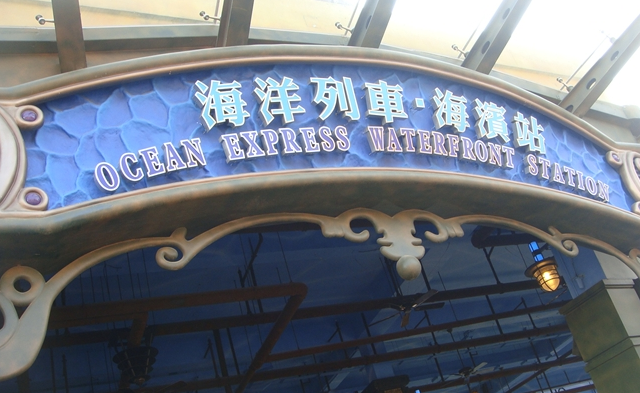 海洋列車·海濱站
OCEAN EXPRESS WATERFRONT STATION